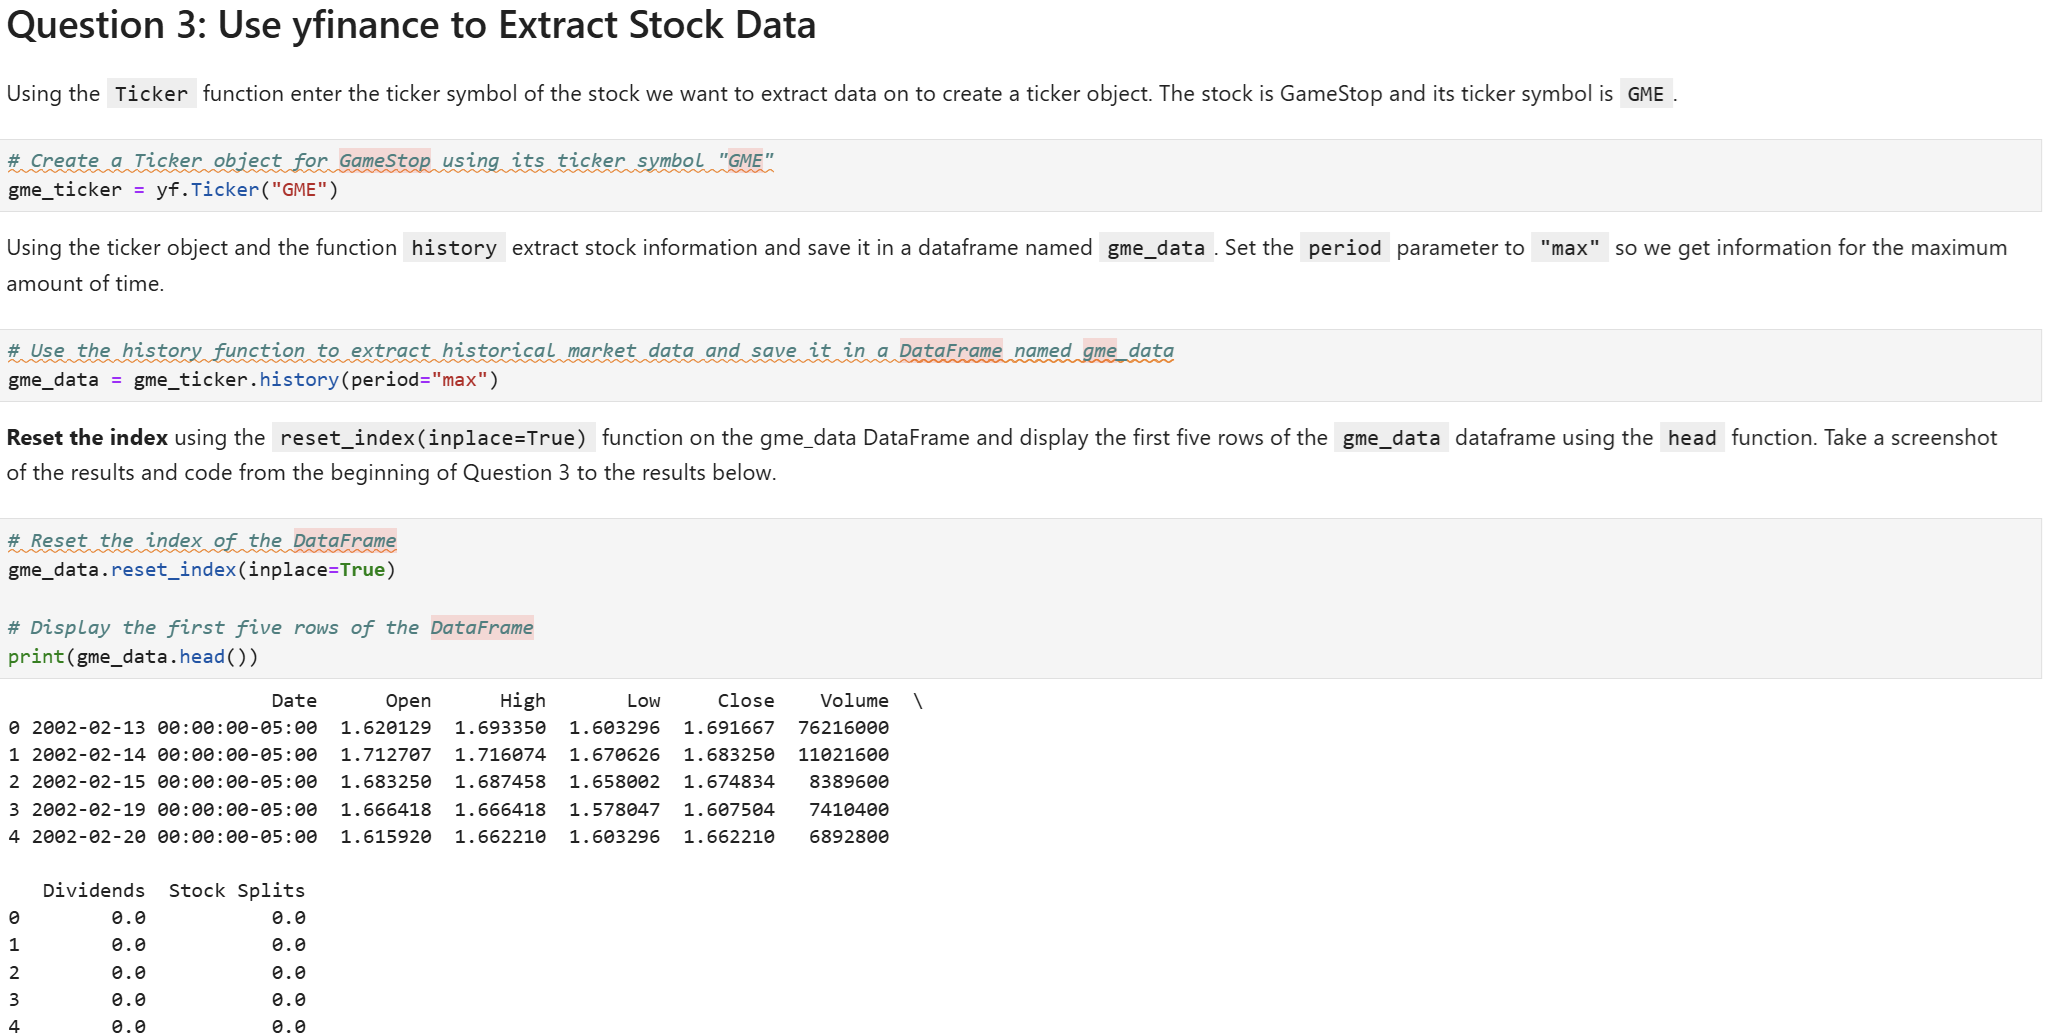 Question 3: Use yfinance to Extract Stock Data
Using the Ticker function enter the ticker symbol of the stock we want to extract data on to create a ticker object. The stock is GameStop and its ticker symbol is GME.
# Create a Ticker object for GameStop using its ticker symbol "GME"
gme_ticker = yf.Ticker("GME")
Using the ticker object and the function history extract stock information and save it in a dataframe named gme_data. Set the period parameter to "max" so we get information for the maximum
amount of time.
# Use the history function to extract historical market data and save it in a DataFrame named gme_data
gme_data = gme_ticker.history(period="max")
Reset the index using the reset_index(inplace=True) function on the gme_data DataFrame and display the first five rows of the gme_data dataframe using the head function. Take a screenshot
of the results and code from the beginning of Question 3 to the results below.
# Reset the index of the DataFrame
gme_data.reset_index(inplace=True)
# Display the first five rows of the DataFrame
print(gme_data.head())
Date Open High Low Close Volume \
0 2002-02-13 00:00:00-05:00 1.620129 1.693350 1.603296 1.691667 76216000
1 2002-02-14 00:00:00-05:00 1.712707 1.716074 1.670626 1.683250 11021600
2 2002-02-15 00:00:00-05:00 1.683250 1.687458 1.658002 1.674834 8389600
3 2002-02-19 00:00:00-05:00 1.666418 1.666418 1.578047 1.607504 7410400
4 2002-02-20 00:00:00-05:00 1.615920 1.662210 1.603296 1.662210 6892800
Dividends Stock Splits
0 0.0 0.0
1 0.0 0.0
2 0.0 0.0
3 0.0 0.0
4 0.0 0.0